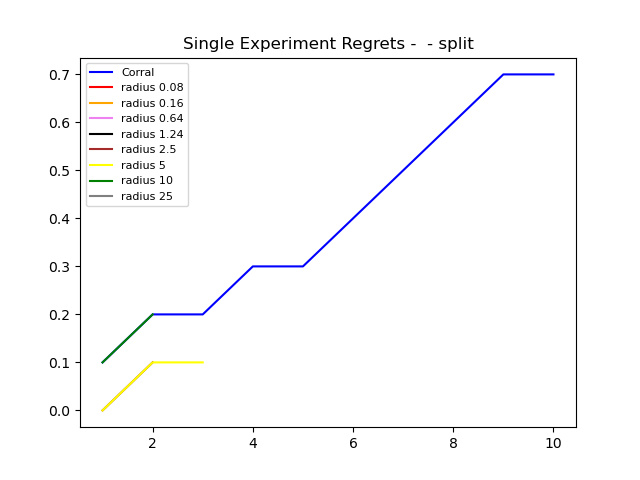 Single Experiment Regrets -  - split
Corral
radius 0.08
radius 0.16
radius 0.64
radius 1.24
radius 2.5
radius 5
radius 10
radius 25
0.7
0.6
0.5
0.4
0.3
0.2
0.1
0.0
2 4 6 8 10